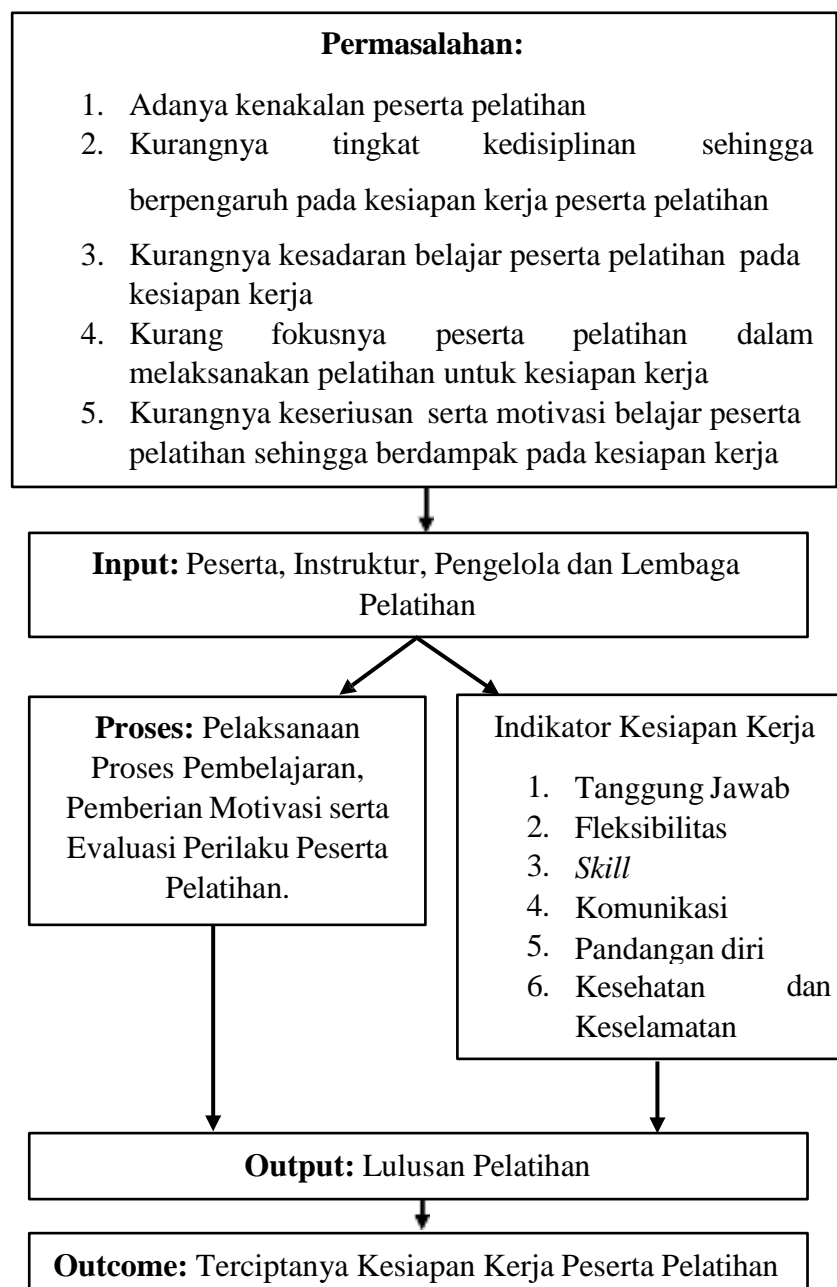 Permasalahan:
1. Adanya kenakalan peserta pelatihan
2. Kurangnya tingkat kedisiplinan sehingga
berpengaruh pada kesiapan kerja peserta pelatihan
3. Kurangnya kesadaran belajar peserta pelatihan pada
kesiapan kerja
4. Kurang fokusnya peserta pelatihan dalam
melaksanakan pelatihan untuk kesiapan kerja
5. Kurangnya keseriusan serta motivasi belajar peserta
pelatihan sehingga berdampak pada kesiapan kerja
Input: Peserta, Instruktur, Pengelola dan Lembaga
Pelatihan
Proses: Pelaksanaan
Proses Pembelajaran,
Pemberian Motivasi serta
Evaluasi Perilaku Peserta
Pelatihan.
Indikator Kesiapan Kerja
1. Tanggung Jawab
2. Fleksibilitas
3. Skill
4. Komunikasi
5. Pandangan diri
6. Kesehatan dan
Keselamatan
Output: Lulusan Pelatihan
Outcome: Terciptanya Kesiapan Kerja Peserta Pelatihan